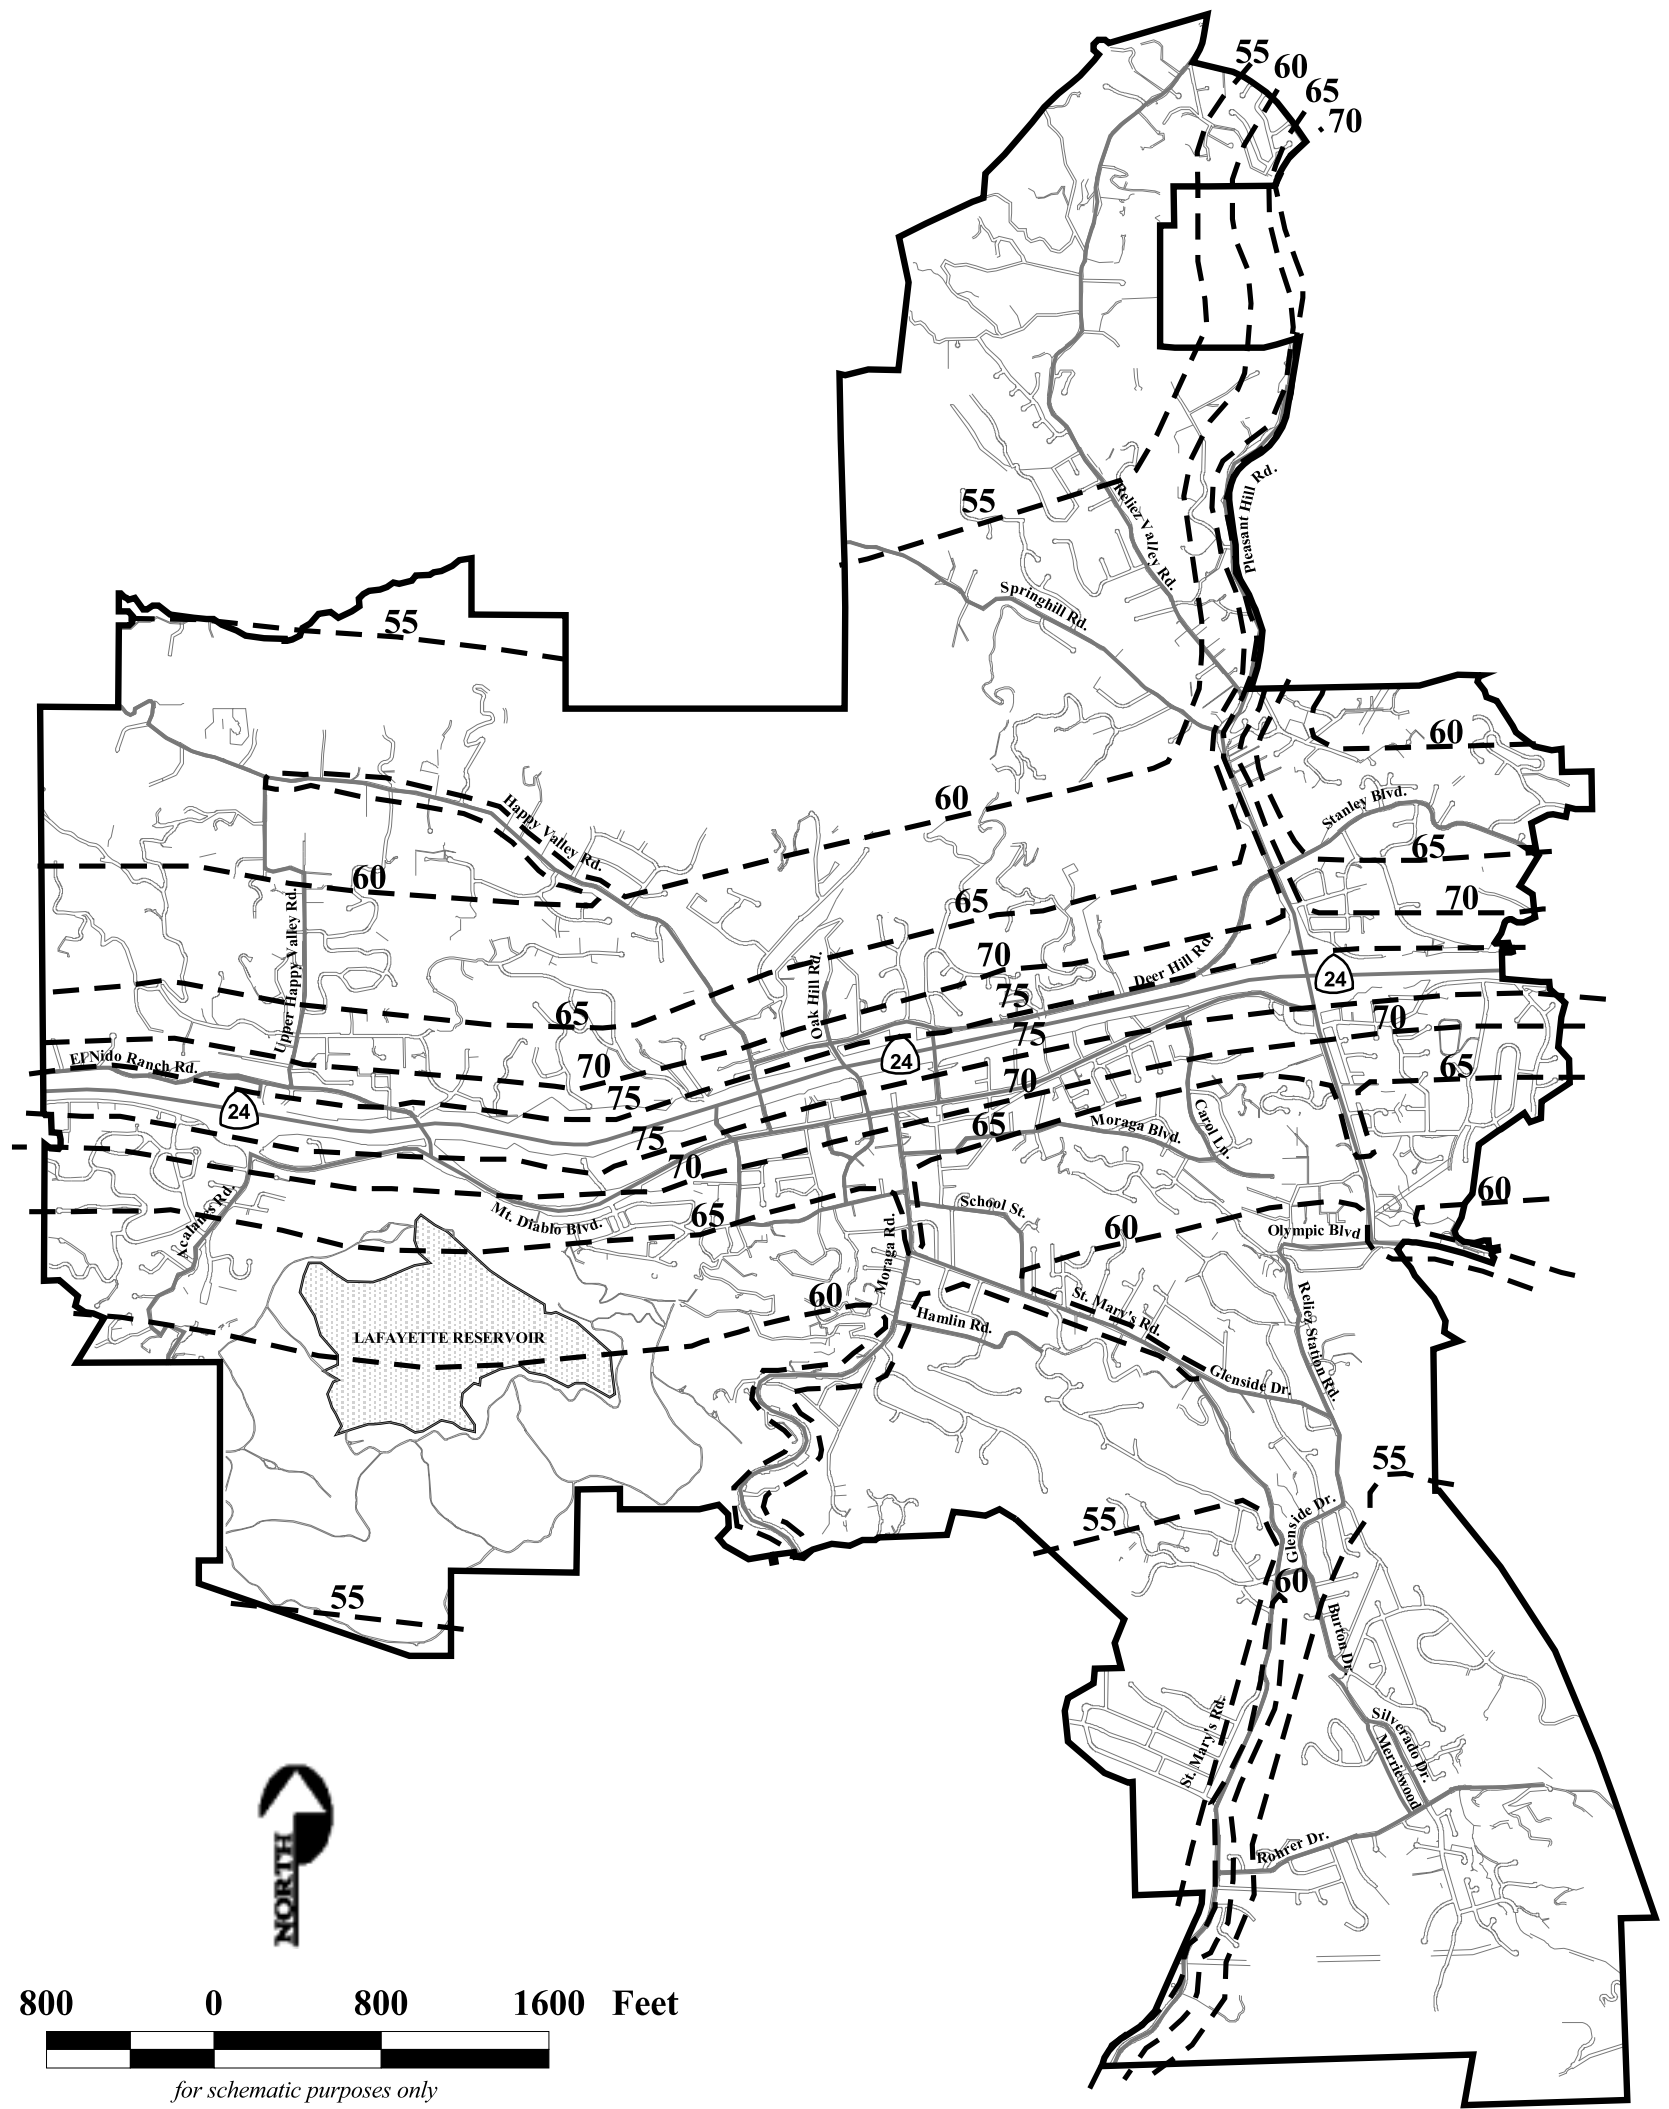 55
60
65
.70
55
Pleasant Hill Rd.
Reliez Valley Rd.
Springhill Rd.
55
60
Stanley Blvd.
60
Happy Valley Rd.
65
60
65
70
Upper Happy Valley Rd.
70
Deer Hill Rd.
24
Oak Hill Rd.
75
65
70
75
24
El Nido Ranch Rd.
70
65
75
70
24
75
65
Moraga Blvd.
Carol Ln.
70
60
Acalanes Rd.
Mt. Diablo Blvd.
65
School St.
60
Olympic Blvd
Moraga Rd.
60
St. Mary's Rd.
Reliez Station Rd.
Hamlin Rd.
LAFAYETTE RESERVOIR
Glenside Dr.
55
55
Glenside Dr.
60
55
Burton Dr.
St. Mary's Rd.
Silverado Dr.
Merriewood
Rohrer Dr.
NORTH
800 0 800 1600 Feet
for schematic purposes only